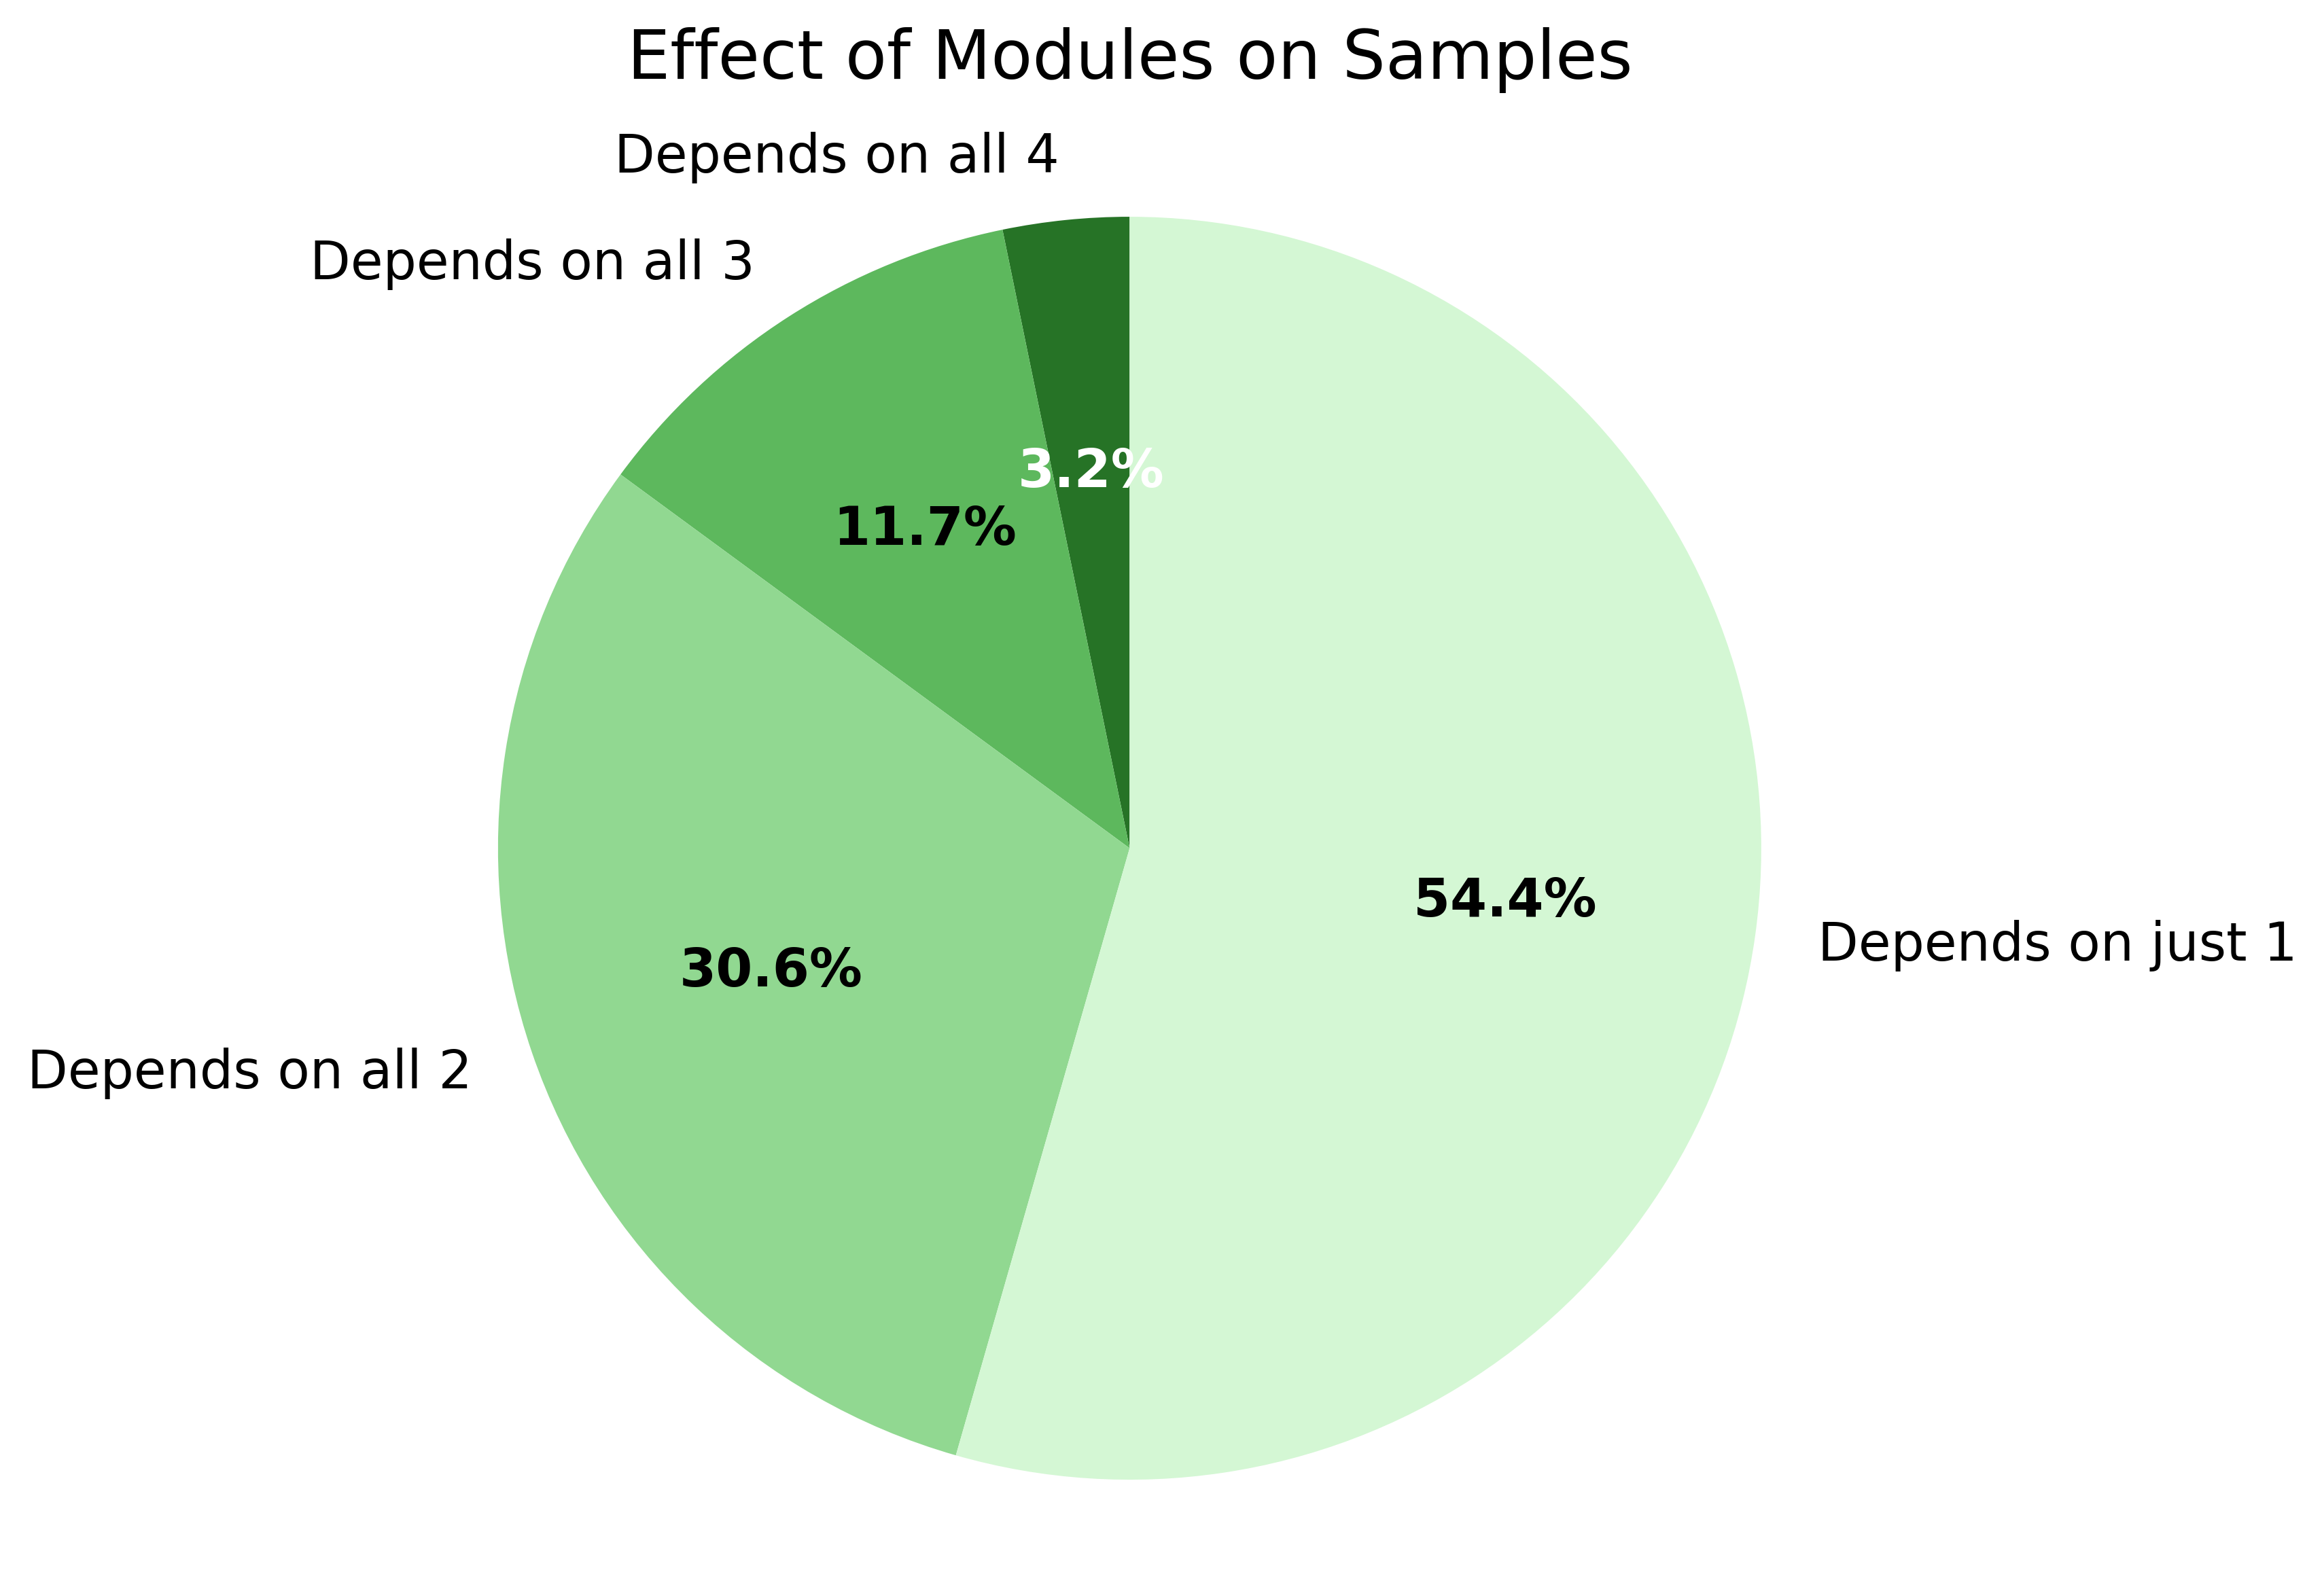 Effect of Modules on Samples
Depends on all 4
Depends on all 3
3.2%
11.7%
54.4%
Depends on just 1
30.6%
Depends on all 2